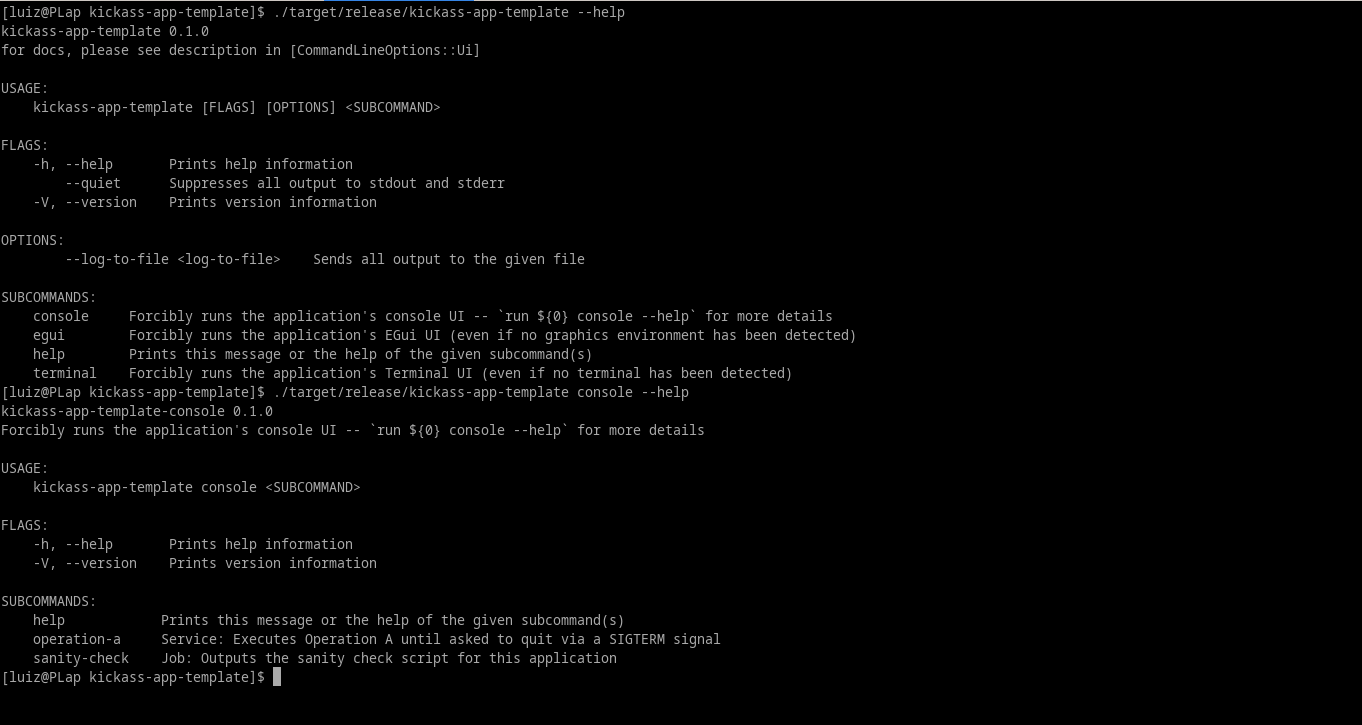 [luiz@PLap kickass-app-template]$ ./target/release/kickass-app-template --help
kickass-app-template 0.1.0
for docs, please see description in [CommandLineOptions::Ui]

USAGE:
    kickass-app-template [FLAGS] [OPTIONS] <SUBCOMMAND>

FLAGS:
    -h, --help       Prints help information
        --quiet      Suppresses all output to stdout and stderr
    -V, --version    Prints version information

OPTIONS:
        --log-to-file <log-to-file>    Sends all output to the given file

SUBCOMMANDS:
    console     Forcibly runs the application's console UI -- `run ${0} console --help` for more details
    egui        Forcibly runs the application's EGui UI (even if no graphics environment has been detected)
    help        Prints this message or the help of the given subcommand(s)
    terminal    Forcibly runs the application's Terminal UI (even if no terminal has been detected)
[luiz@PLap kickass-app-template]$ ./target/release/kickass-app-template console --help
kickass-app-template-console 0.1.0
Forcibly runs the application's console UI -- `run ${0} console --help` for more details

USAGE:
    kickass-app-template console <SUBCOMMAND>

FLAGS:
    -h, --help       Prints help information
    -V, --version    Prints version information

SUBCOMMANDS:
    help            Prints this message or the help of the given subcommand(s)
    operation-a     Service: Executes Operation A until asked to quit via a SIGTERM signal
    sanity-check    Job: Outputs the sanity check script for this application
[luiz@PLap kickass-app-template]$